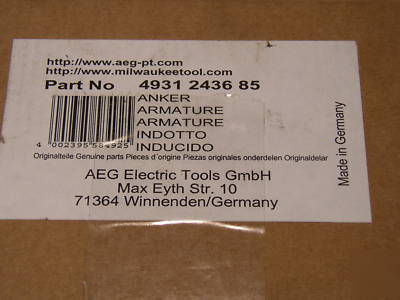 http://www.aeg-pt.com
http://www.milwaukeetool.com
Part No 4931 2436 85
ANKER
ARMATURE
ARMATURE
INDOTTO
INDUCIDO
4 002395 584925
Originalteile Genuine parts Pieces d´origine Piezas originales onderdelen Originaldelar
AEG Electric Tools GmbH
Max Eyth Str. 10
71364 Winnenden/Germany
Made in Germany